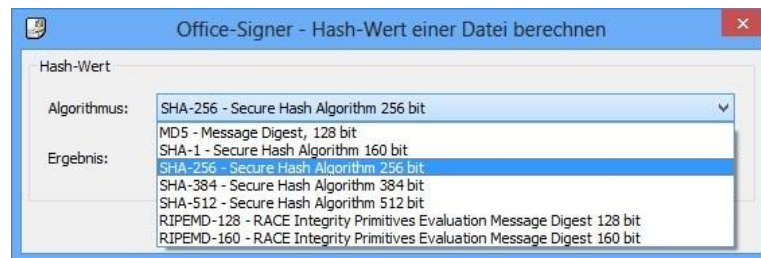 Office-Signer - Hash-Wert einer Datei berechnen
Hash-Wert
Algorithmus: SHA-256 - Secure Hash Algorithm 256 bit
MD5 - Message Digest, 128 bit
SHA-1 - Secure Hash Algorithm 160 bit
Ergebnis:
SHA-256 - Secure Hash Algorithm 256 bit
SHA-384 - Secure Hash Algorithm 384 bit
SHA-512 - Secure Hash Algorithm 512 bit
RIPEMD-128 - RACE Integrity Primitives Evaluation Message Digest 128 bit
RIPEMD-160 - RACE Integrity Primitives Evaluation Message Digest 160 bit